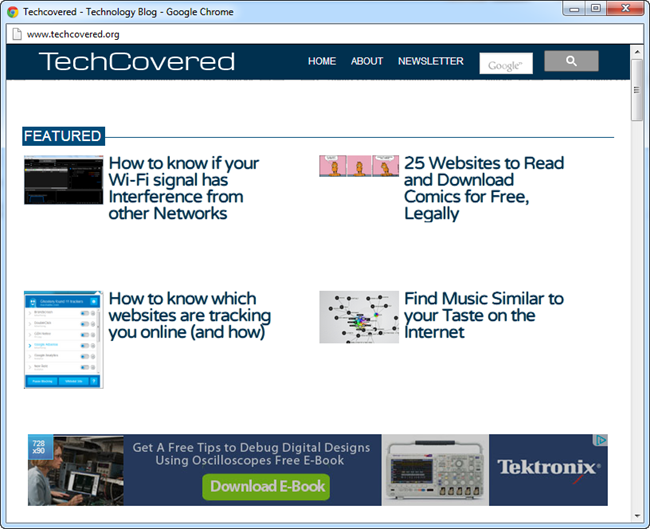 Techcovered - Technology Blog - Google Chrome
www.techcovered.org
TechCovered
HOME ABOUT NEWSLETTER Google™
FEATURED
How to know if your
Wi-Fi signal has
Interference from
other Networks
25 Websites to Read
and Download
Comics for Free,
Legally
How to know which
websites are tracking
you online (and how)
Find Music Similar to
your Taste on the
Internet
728
x90
Get A Free Tips to Debug Digital Designs
Using Oscilloscopes Free E-Book
Download E-Book
Tektronix®